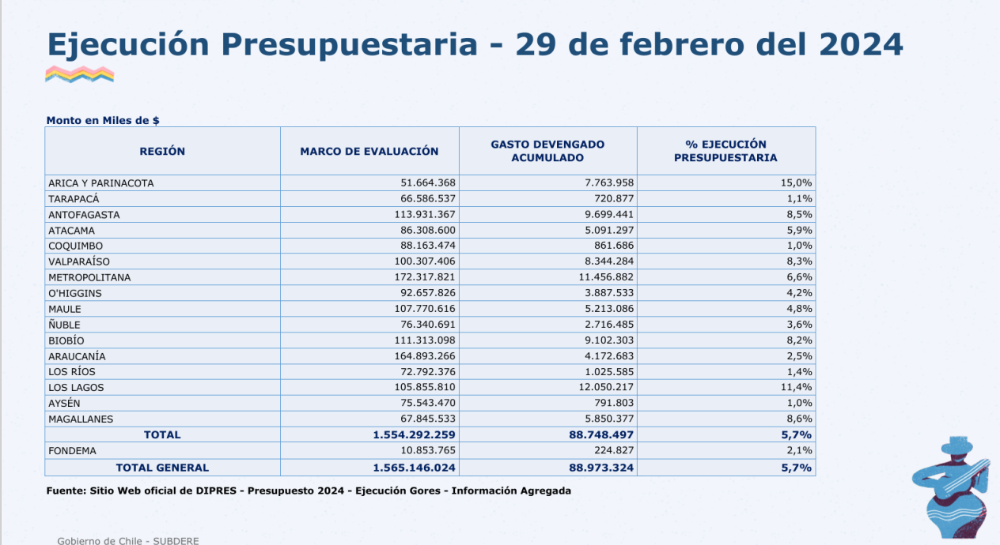 Ejecución Presupuestaria - 29 de febrero del 2024
Monto en Miles de $
REGIÓN MARCO DE EVALUACIÓN GASTO DEVENGADO ACUMULADO % EJECUCIÓN PRESUPUESTARIA
ARICA Y PARINACOTA 51.664.368 7.763.958 15,0%
TARAPACÁ 66.586.537 720.877 1,1%
ANTOFAGASTA 113.931.367 9.699.441 8,5%
ATACAMA 86.308.600 5.091.297 5,9%
COQUIMBO 88.163.474 861.686 1,0%
VALPARAÍSO 100.307.406 8.344.284 8,3%
METROPOLITANA 172.317.821 11.456.882 6,6%
O'HIGGINS 92.657.826 3.887.533 4,2%
MAULE 107.770.616 5.213.086 4,8%
ÑUBLE 76.340.691 2.716.485 3,6%
BIOBÍO 111.313.098 9.102.303 8,2%
ARAUCANÍA 164.893.266 4.172.683 2,5%
LOS RÍOS 72.792.376 1.025.585 1,4%
LOS LAGOS 105.855.810 12.050.217 11,4%
AYSÉN 75.543.470 791.803 1,0%
MAGALLANES 67.845.533 5.850.377 8,6%
TOTAL 1.554.292.259 88.748.497 5,7%
FONDEMA 10.853.765 224.827 2,1%
TOTAL GENERAL 1.565.146.024 88.973.324 5,7%
Fuente: Sitio Web oficial de DIPRES - Presupuesto 2024 - Ejecución Gores - Información Agregada
Gobierno de Chile - SUBDERE